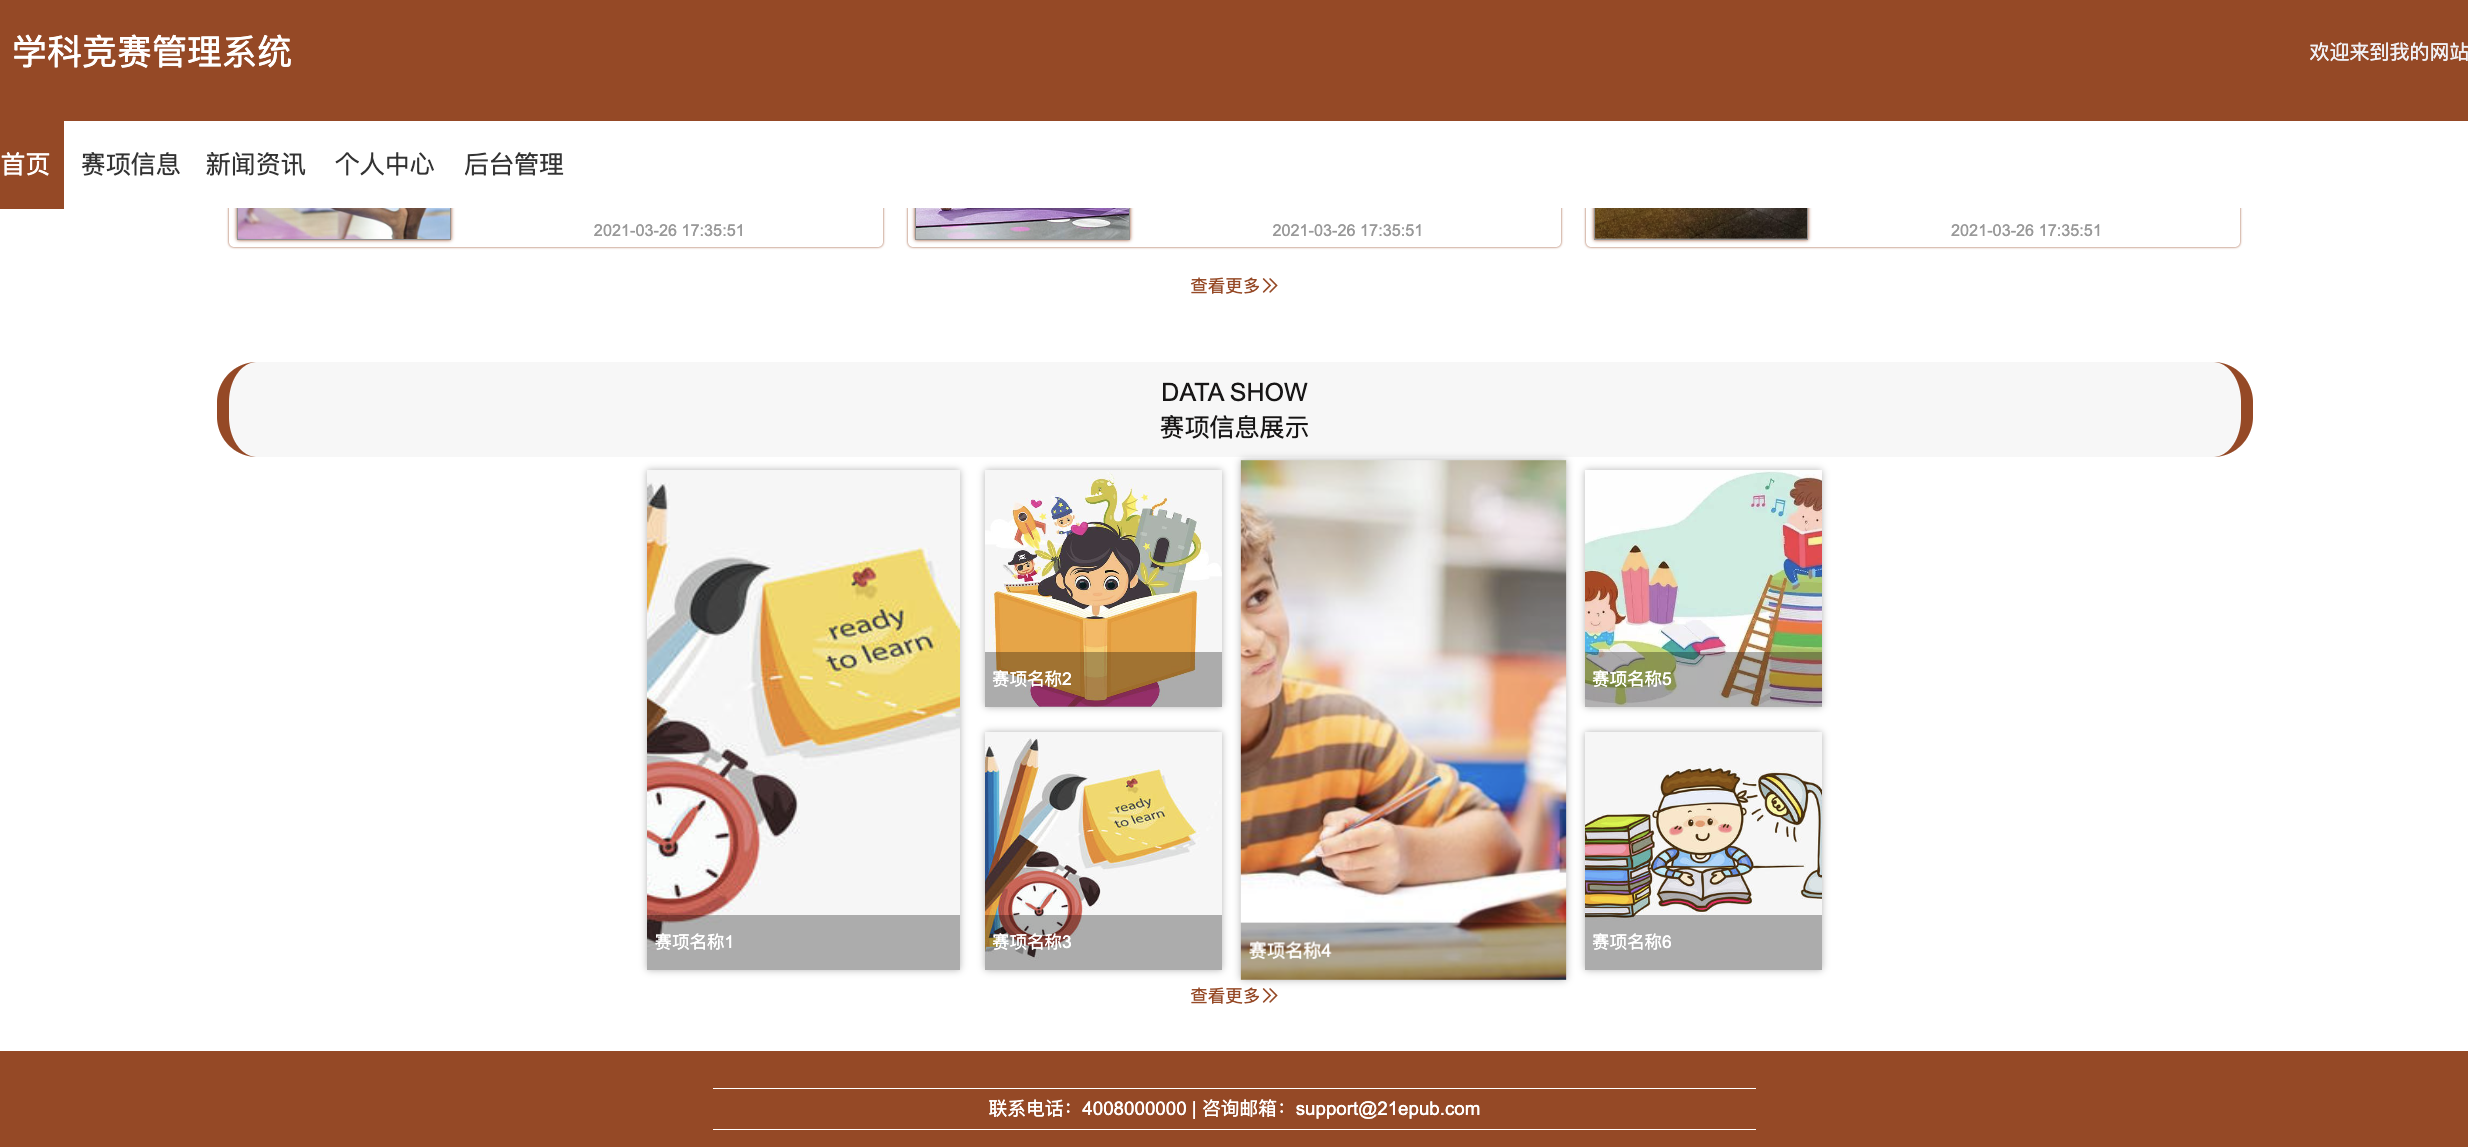 学科竞赛管理系统
欢迎来到我的网站
首页 赛项信息 新闻资讯 个人中心 后台管理
2021-03-26 17:35:51 2021-03-26 17:35:51 2021-03-26 17:35:51
查看更多
DATA SHOW
赛项信息展示
ready
to learn
赛项名称1
赛项名称2
ready
to learn
赛项名称3
赛项名称4
赛项名称5
赛项名称6
查看更多
联系电话：4008000000 | 咨询邮箱：support@21epub.com